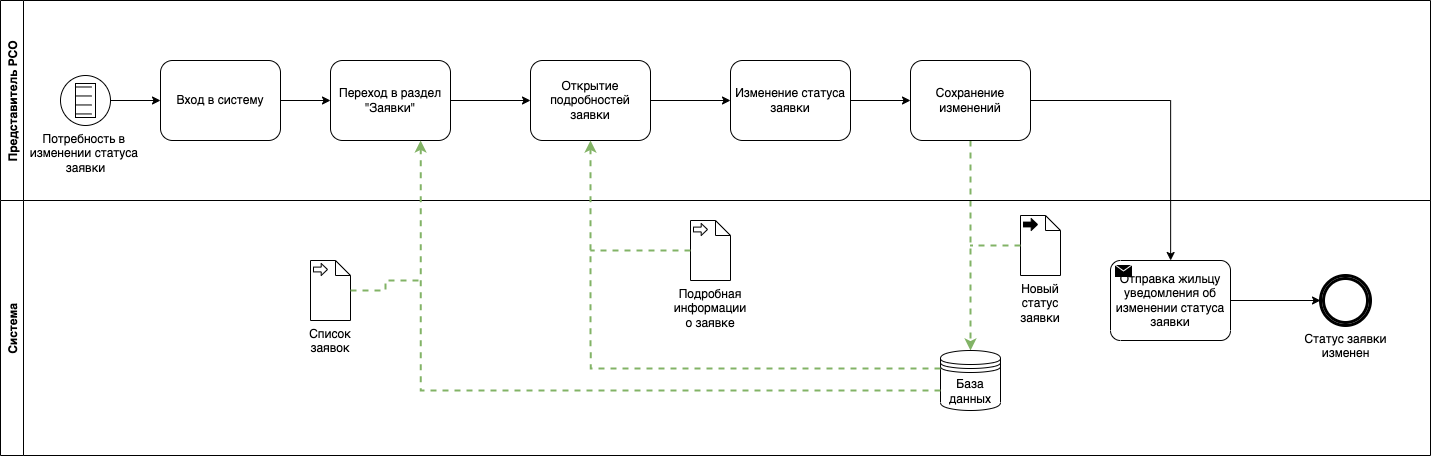 Представитель РСО
Потребность в
изменении статуса
заявки
Вход в систему
Переход в раздел
"Заявки"
Открытие
подробностей
заявки
Изменение статуса
заявки
Сохранение
изменений
Система
Список
заявок
Подробная
информации
о заявке
Новый
статус
заявки
База
данных
Отправка жильцу
уведомления об
изменении статуса
заявки
Статус заявки
изменен